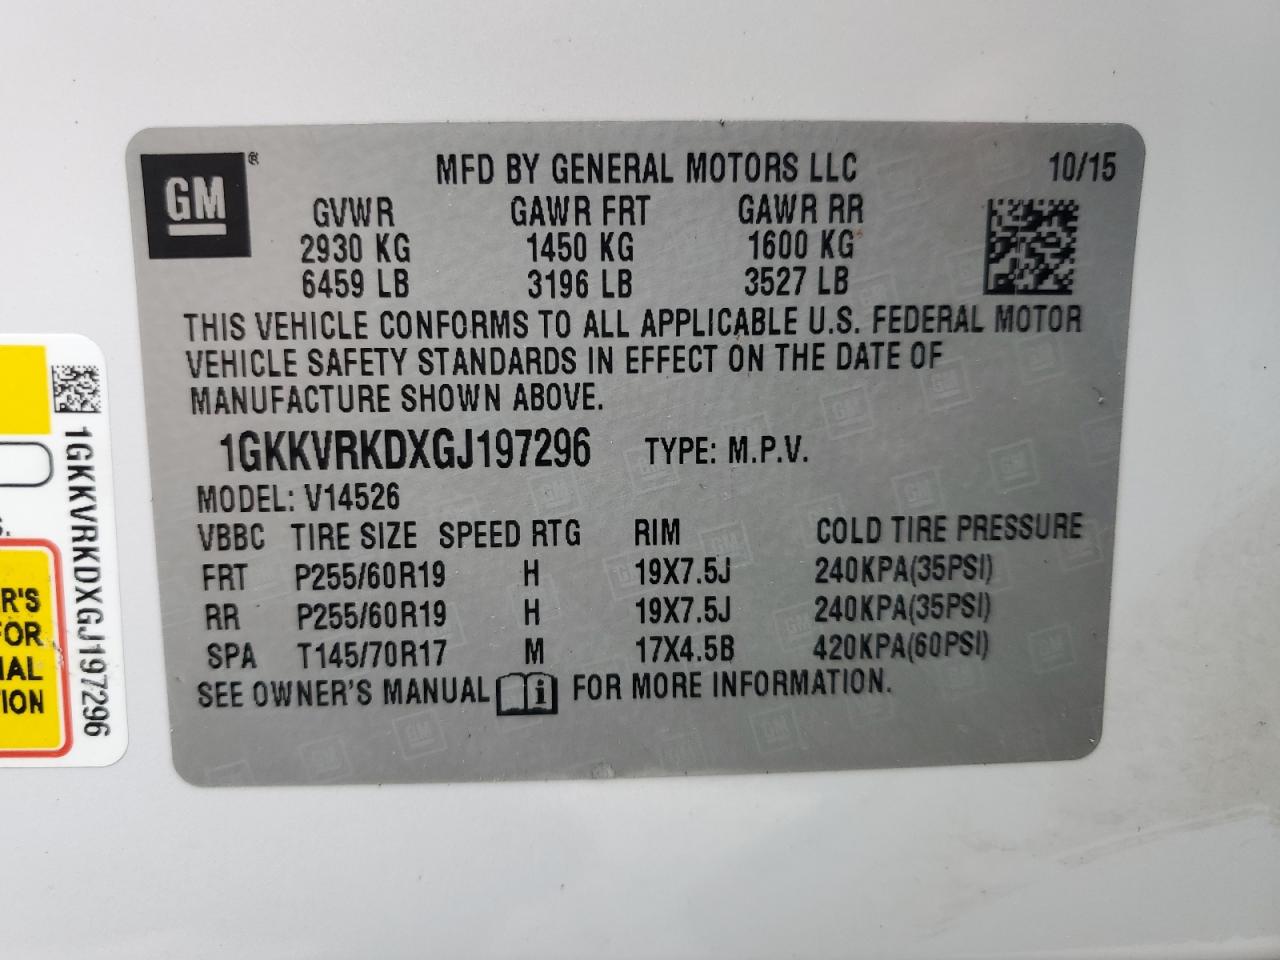 GM®
MFD BY GENERAL MOTORS LLC 10/15
GVWR GAWR FRT GAWR RR
2930 KG 1450 KG 1600 KG
6459 LB 3196 LB 3527 LB
THIS VEHICLE CONFORMS TO ALL APPLICABLE U.S. FEDERAL MOTOR
VEHICLE SAFETY STANDARDS IN EFFECT ON THE DATE OF
MANUFACTURE SHOWN ABOVE.
1GKKVRKDXGJ197296 TYPE: M.P.V.
MODEL: V14526
VBBC TIRE SIZE SPEED RTG RIM COLD TIRE PRESSURE
FRT P255/60R19 H 19X7.5J 240KPA(35PSI)
RR P255/60R19 H 19X7.5J 240KPA(35PSI)
SPA T145/70R17 M 17X4.5B 420KPA(60PSI)
SEE OWNER'S MANUAL i FOR MORE INFORMATION.
1GKKVRKDXGJ197296
R'S
FOR
IAL
ION